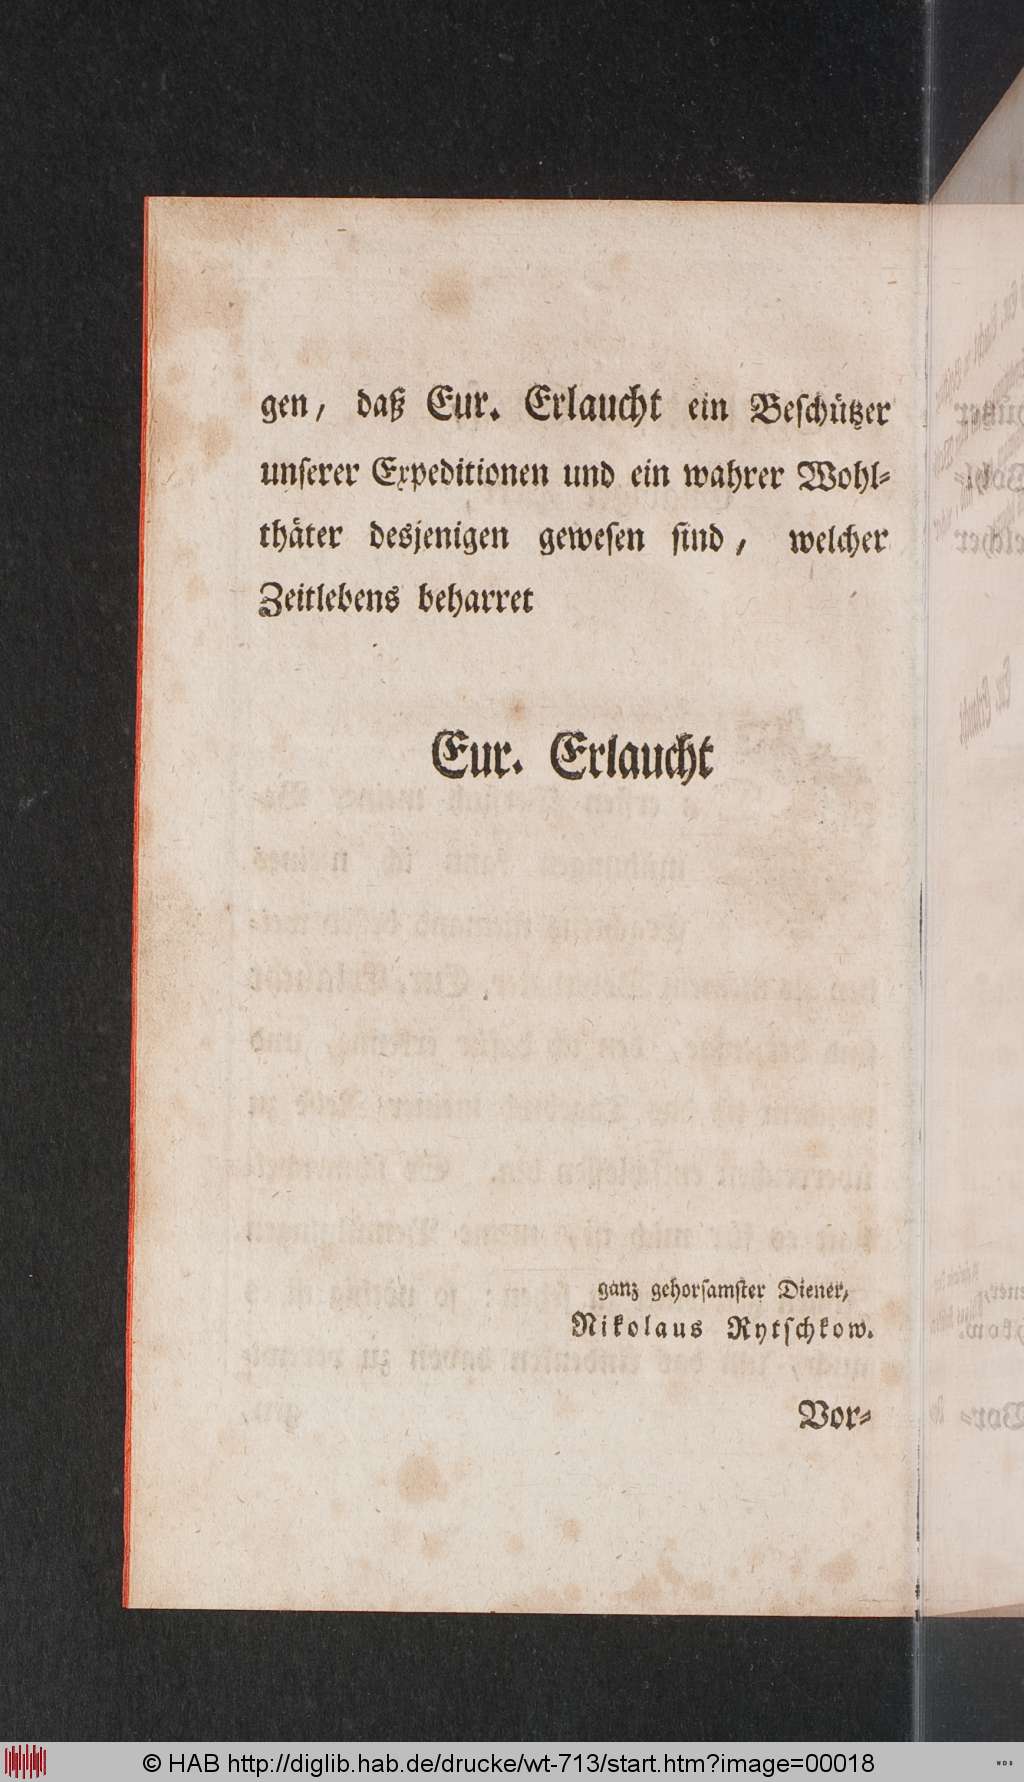 gen, daß Eur. Erlaucht ein Beschützer
unserer Expeditionen und ein wahrer Wohl-
thäter desjenigen gewesen sind, welcher
Zeitlebens beharret
Eur. Erlaucht
ganz gehorsamster Diener,
Nikolaus Rytschkow.
Vor-
© HAB http://diglib.hab.de/drucke/wt-713/start.htm?image=00018